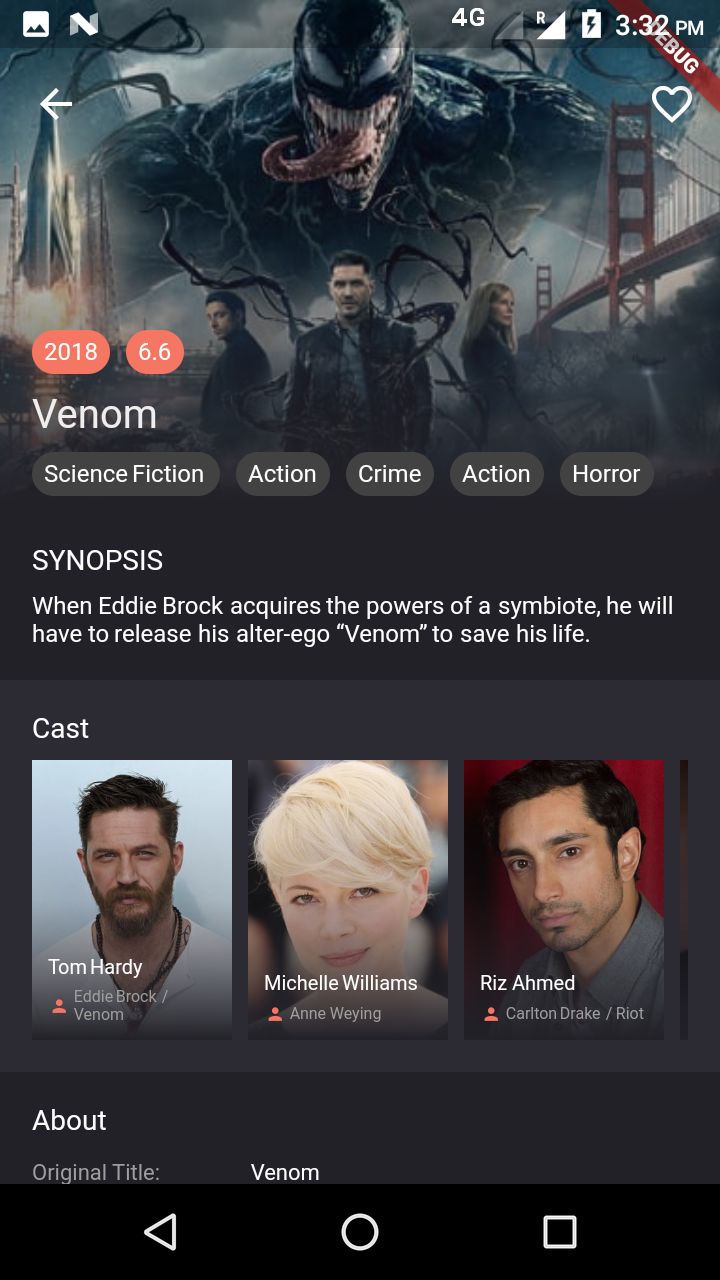 4G R 3:32 PM
DEBUG
2018 6.6
Venom
Science Fiction Action Crime Action Horror
SYNOPSIS
When Eddie Brock acquires the powers of a symbiote, he will
have to release his alter-ego “Venom” to save his life.
Cast
Tom Hardy
Eddie Brock /
Venom
Michelle Williams
Anne Weying
Riz Ahmed
Carlton Drake / Riot
About
Original Title: Venom